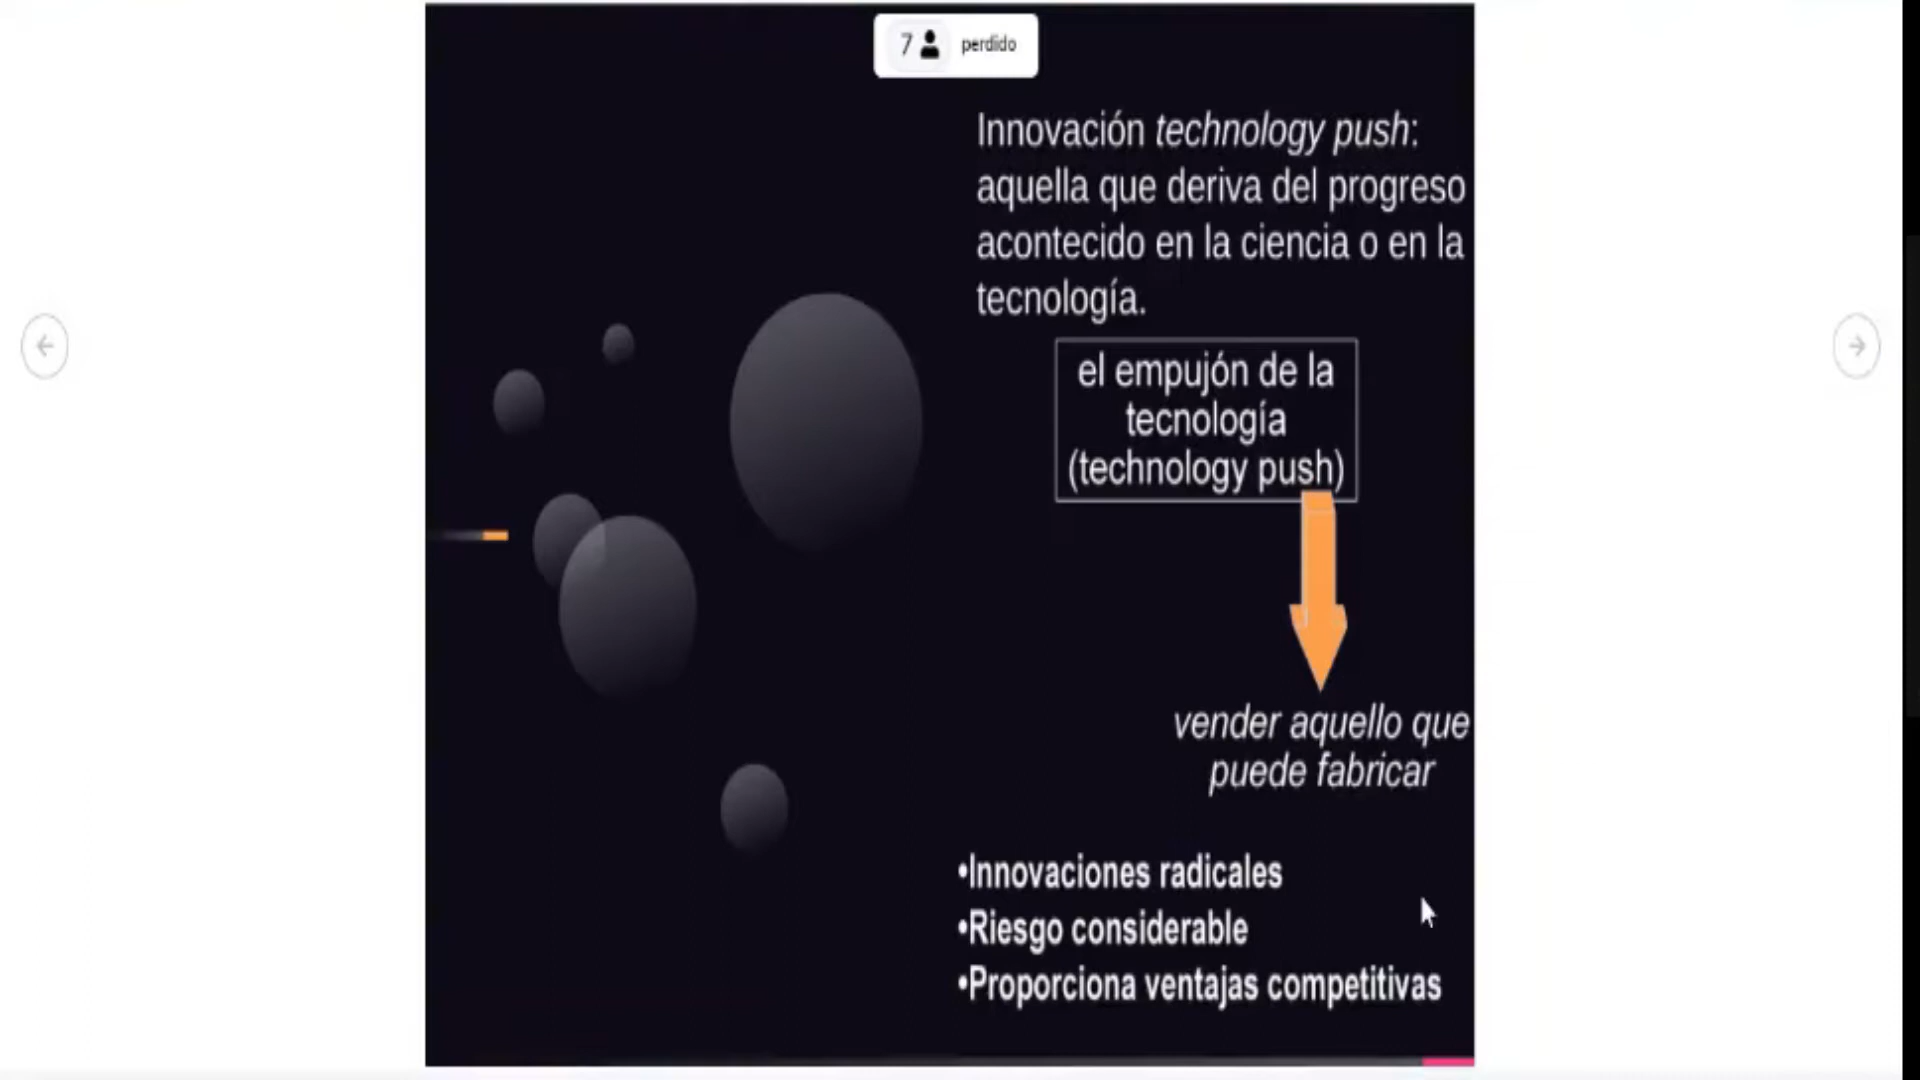 7 perdido
Innovación technology push:
aquella que deriva del progreso
acontecido en la ciencia o en la
tecnología.
el empujón de la
tecnología
(technology push)
vender aquello que
puede fabricar
•Innovaciones radicales
•Riesgo considerable
•Proporciona ventajas competitivas